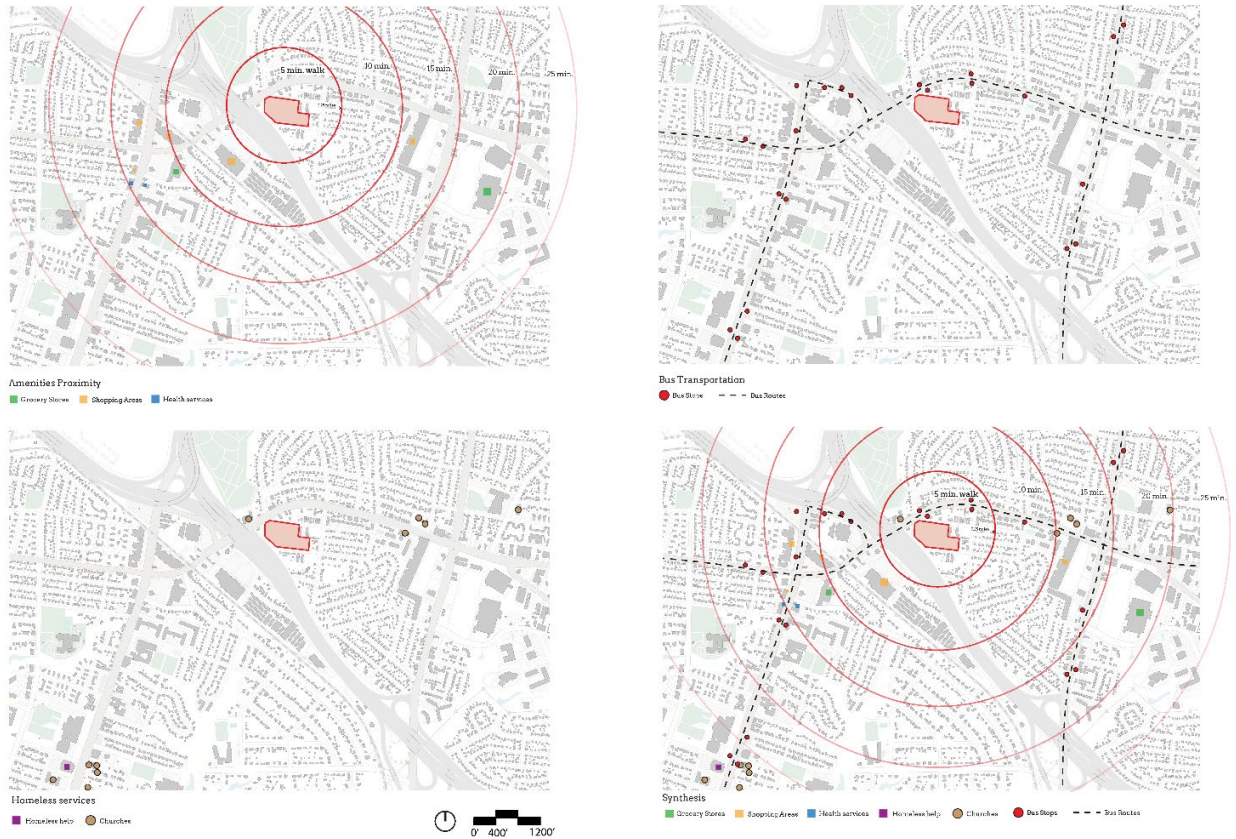 5 min. walk
10 min.
15 min.
20 min.
25 min.
Amenities Proximity
Grocery Stores
Shopping Areas
Health services
Bus Transportation
Bus Stops
Bus Routes
Homeless services
Homeless help
Churches
0' 400' 1200'
5 min. walk
0 min.
15 min.
20 min.
25 min.
Synthesis
Grocery Stores
Shopping Areas
Health services
Homeless help
Churches
Bus Stops
Bus Routes